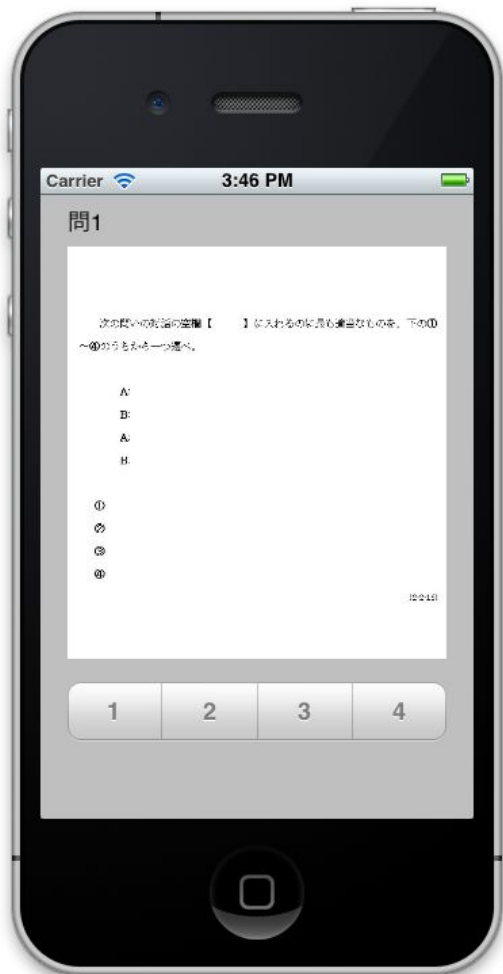 Carrier 3:46 PM
問1
次の問いの対話の空欄【 】に入れるのに最も適当なものを、下の①
～④のうちから一つ選べ。
A:
B:
A:
B:
①
②
③
④
1 2 3 4